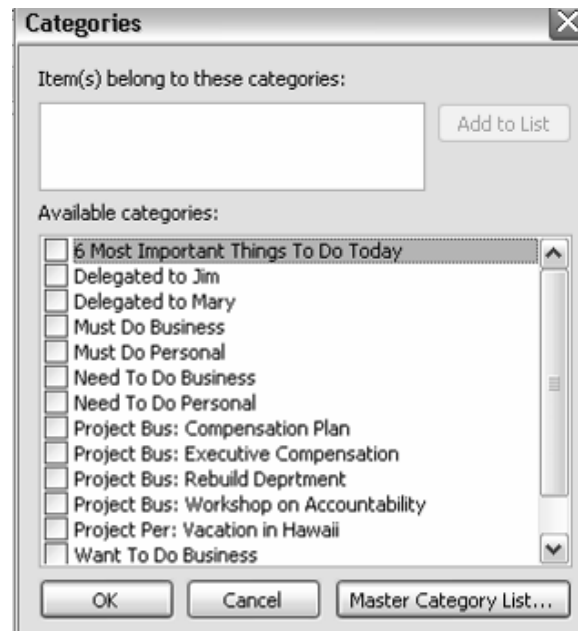 Categories
Item(s) belong to these categories:
Add to List
Available categories:
6 Most Important Things To Do Today
Delegated to Jim
Delegated to Mary
Must Do Business
Must Do Personal
Need To Do Business
Need To Do Personal
Project Bus: Compensation Plan
Project Bus: Executive Compensation
Project Bus: Rebuild Deprtment
Project Bus: Workshop on Accountability
Project Per: Vacation in Hawaii
Want To Do Business
OK Cancel Master Category List...